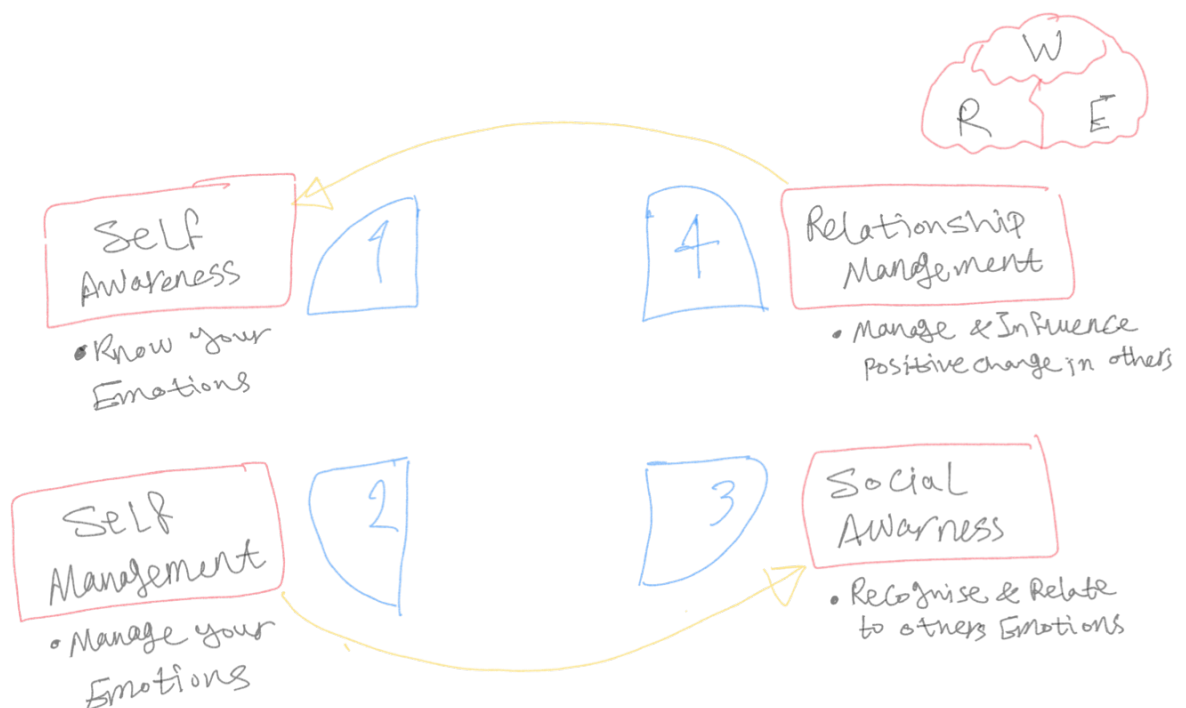 W
R E
Self
Awareness
1
• Know your
Emotions
4
Relationship
Management
• Manage & Influence
Positive change in others
2
Self
Management
• Manage your
Emotions
3
Social
Awarness
• Recognise & Relate
to others Emotions